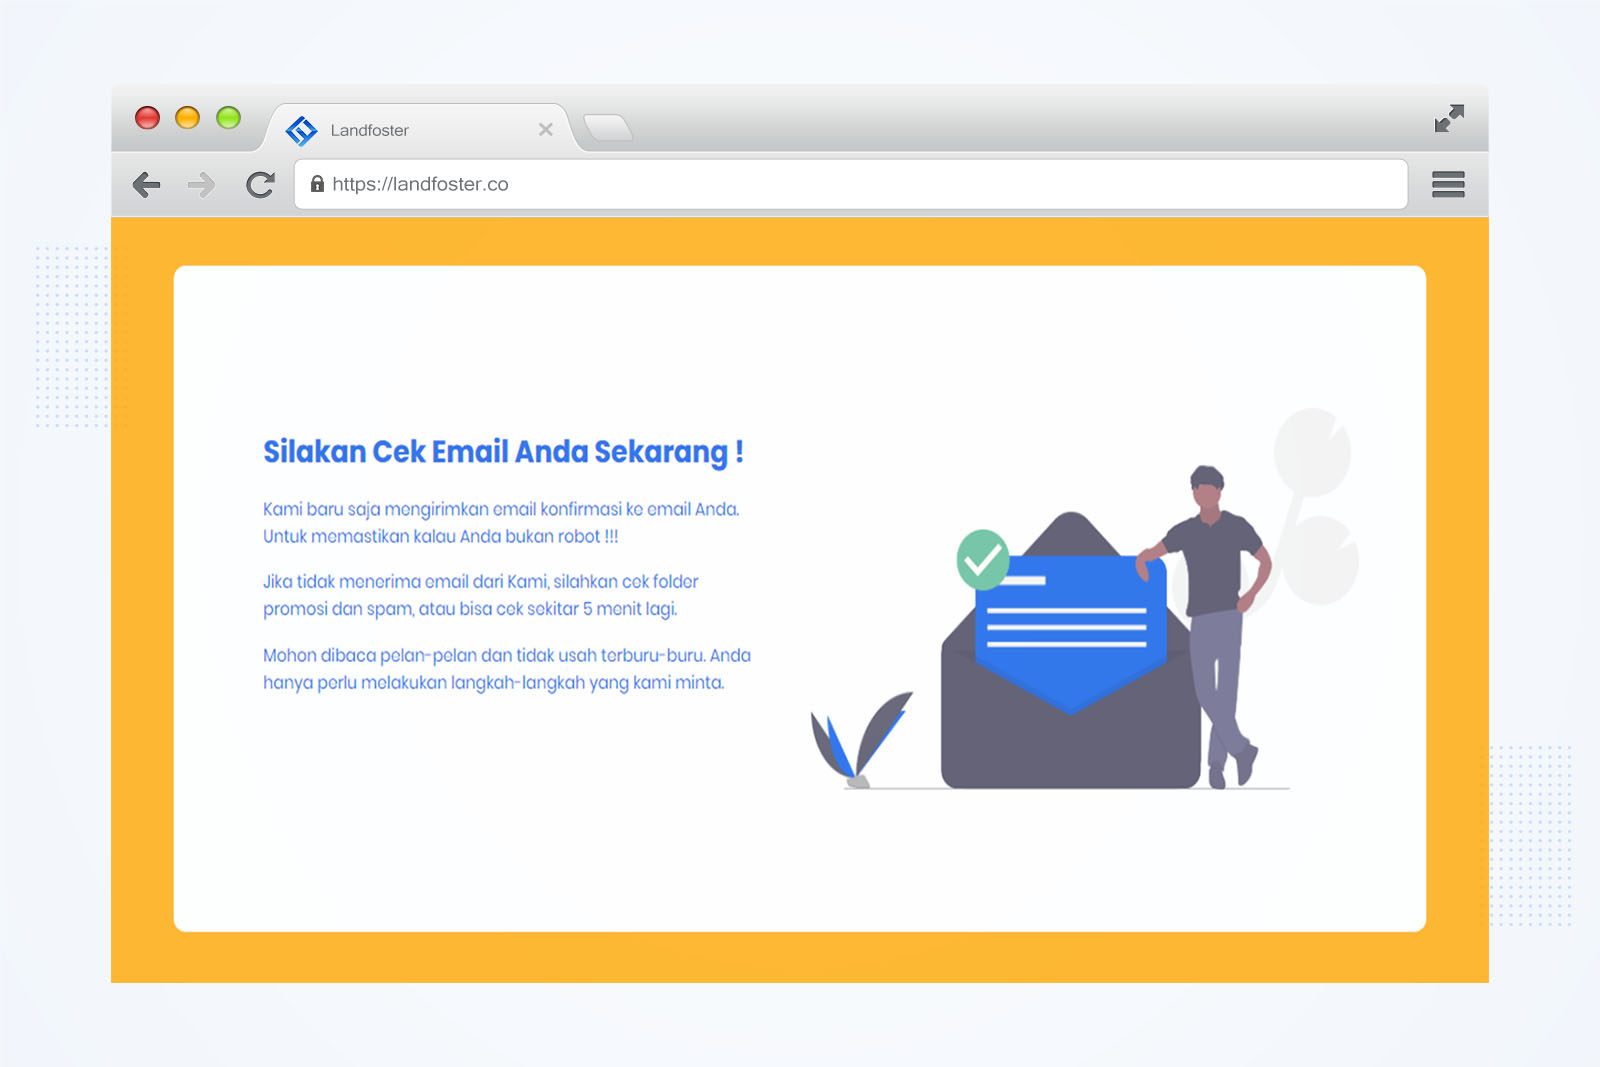 Landfoster
https://landfoster.co
Silakan Cek Email Anda Sekarang !
Kami baru saja mengirimkan email konfirmasi ke email Anda.
Untuk memastikan kalau Anda bukan robot !!!
Jika tidak menerima email dari Kami, silahkan cek folder
promosi dan spam, atau bisa cek sekitar 5 menit lagi.
Mohon dibaca pelan-pelan dan tidak usah terburu-buru. Anda
hanya perlu melakukan langkah-langkah yang kami minta.